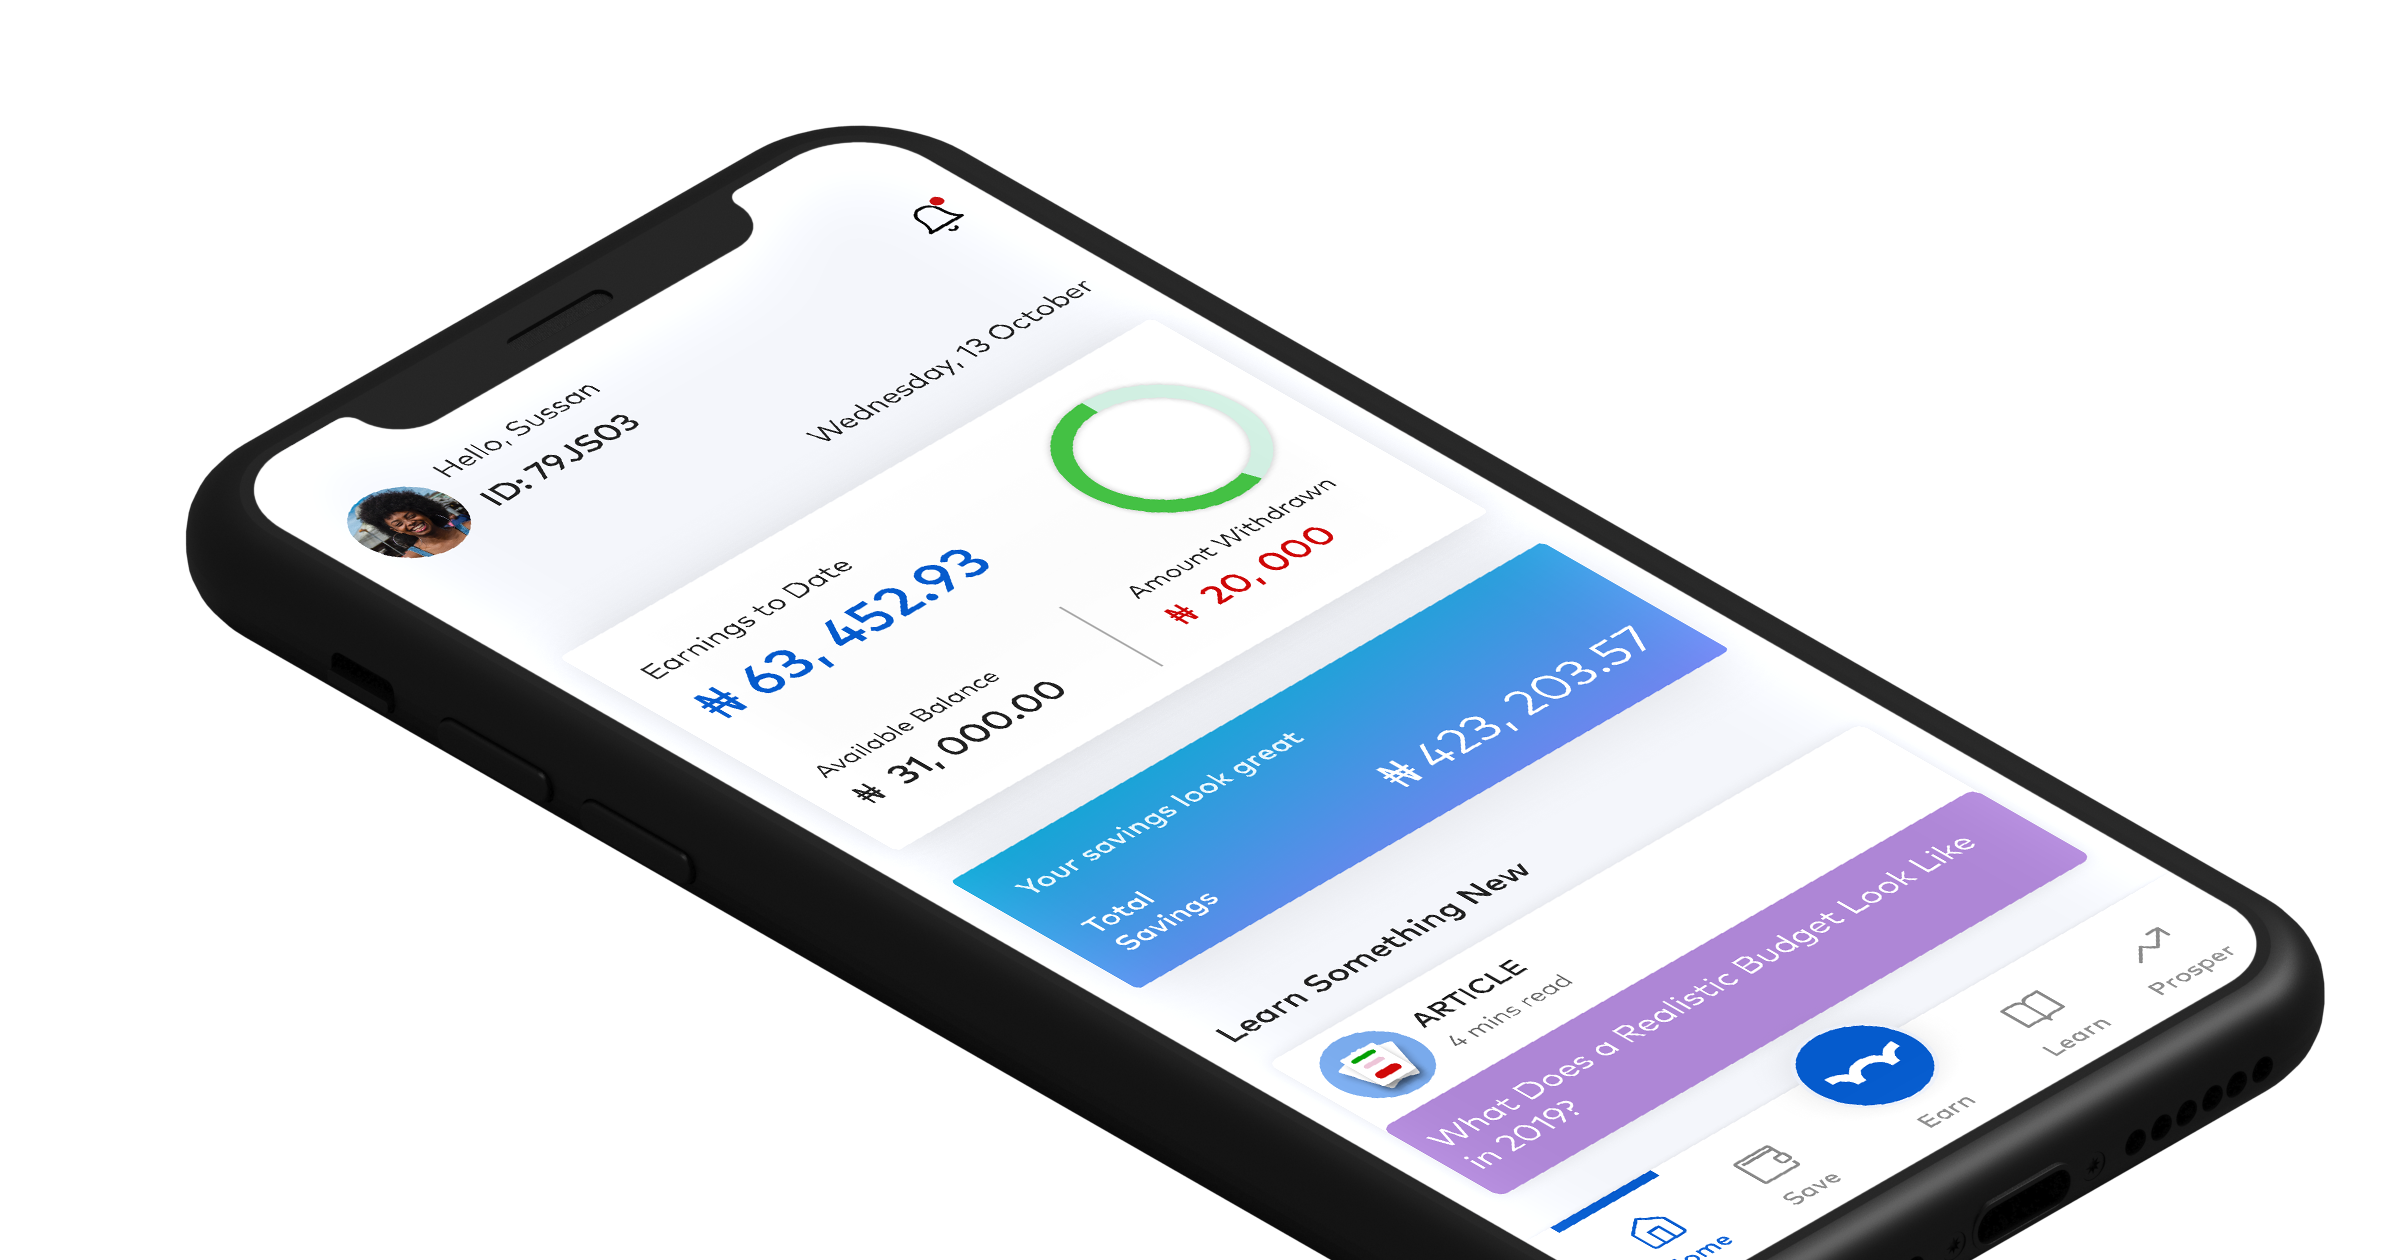 Hello, Sussan
ID: 79JS03
Wednesday, 13 October
Earnings to Date
₦ 63, 452.93
Available Balance
₦ 31, 000.00
Amount Withdrawn
₦ 20, 000
Your savings look great
Total
Savings
₦ 423, 203.57
Learn Something New
ARTICLE
4 mins read
What Does a Realistic Budget Look Like
in 2019?
Home
Save
Earn
Learn
Prosper